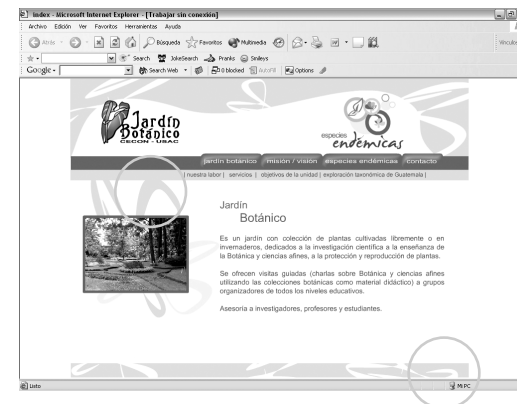 index - Microsoft Internet Explorer - [Trabajar sin conexión]
Archivo Edición Ver Favoritos Herramientas Ayuda
Atrás Búsqueda Favoritos Multimedia
Vínculos
Search JokeSearch Pranks Smileys
Google Search Web 0 blocked AutoFill Options
Jardín
Botánico
CECON - USAC
especies
endémicas
jardín botánico misión / visión especies endémicas contacto
| nuestra labor | servicios | objetivos de la unidad | exploración taxonómica de Guatemala |
Jardín
Botánico
Es un jardín con colección de plantas cultivadas libremente o en
invernaderos, dedicados a la investigación científica a la enseñanza de
la Botánica y ciencias afines, a la protección y reproducción de plantas.
Se ofrecen visitas guiadas (charlas sobre Botánica y ciencias afines
utilizando las colecciones botánicas como material didáctico) a grupos
organizadores de todos los niveles educativos.
Asesoria a investigadores, profesores y estudiantes.
Listo
Mi PC